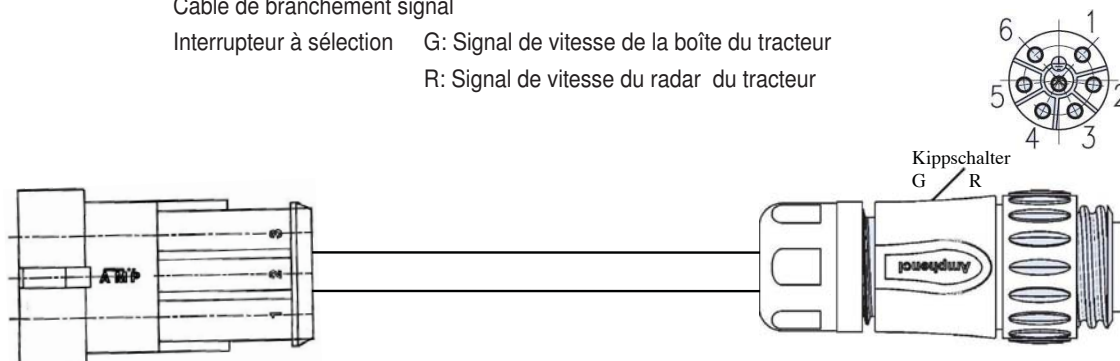 Câble de branchement signal
Interrupteur à sélection G: Signal de vitesse de la boîte du tracteur
R: Signal de vitesse du radar du tracteur
6 1
5 2
4 3
Kippschalter
G R
AMP
3
2
1
Amphenol